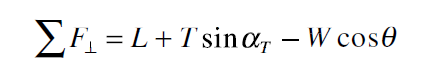 ∑F⊥ = L + T sin α_T − W cos θ